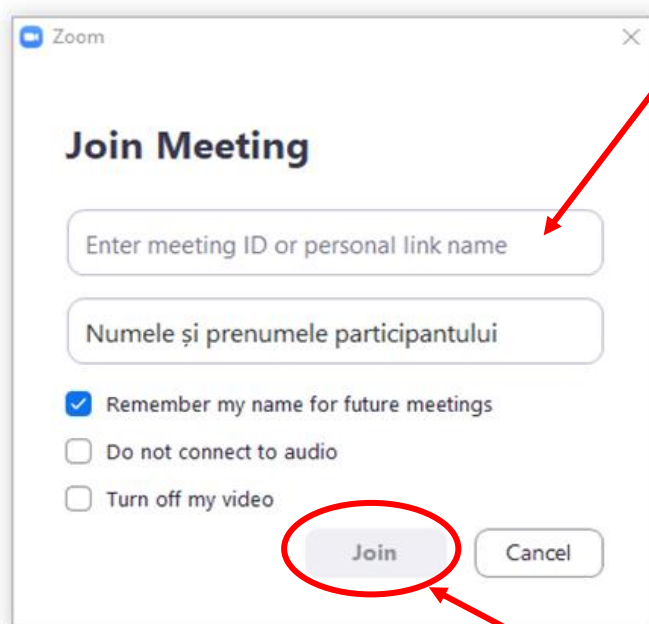 Zoom
Join Meeting
Enter meeting ID or personal link name
Numele și prenumele participantului
Remember my name for future meetings
Do not connect to audio
Turn off my video
Join Cancel